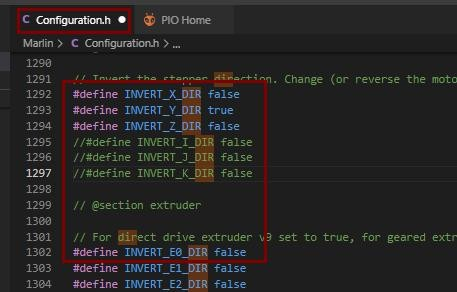 Configuration.h
PIO Home
Marlin > Configuration.h > ...
1290
1291 // Invert the stepper direction. Change (or reverse the moto
1292 #define INVERT_X_DIR false
1293 #define INVERT_Y_DIR true
1294 #define INVERT_Z_DIR false
1295 //#define INVERT_I_DIR false
1296 //#define INVERT_J_DIR false
1297 //#define INVERT_K_DIR false
1298
1299 // @section extruder
1300
1301 // For direct drive extruder v9 set to true, for geared extr
1302 #define INVERT_E0_DIR false
1303 #define INVERT_E1_DIR false
1304 #define INVERT_E2_DIR false